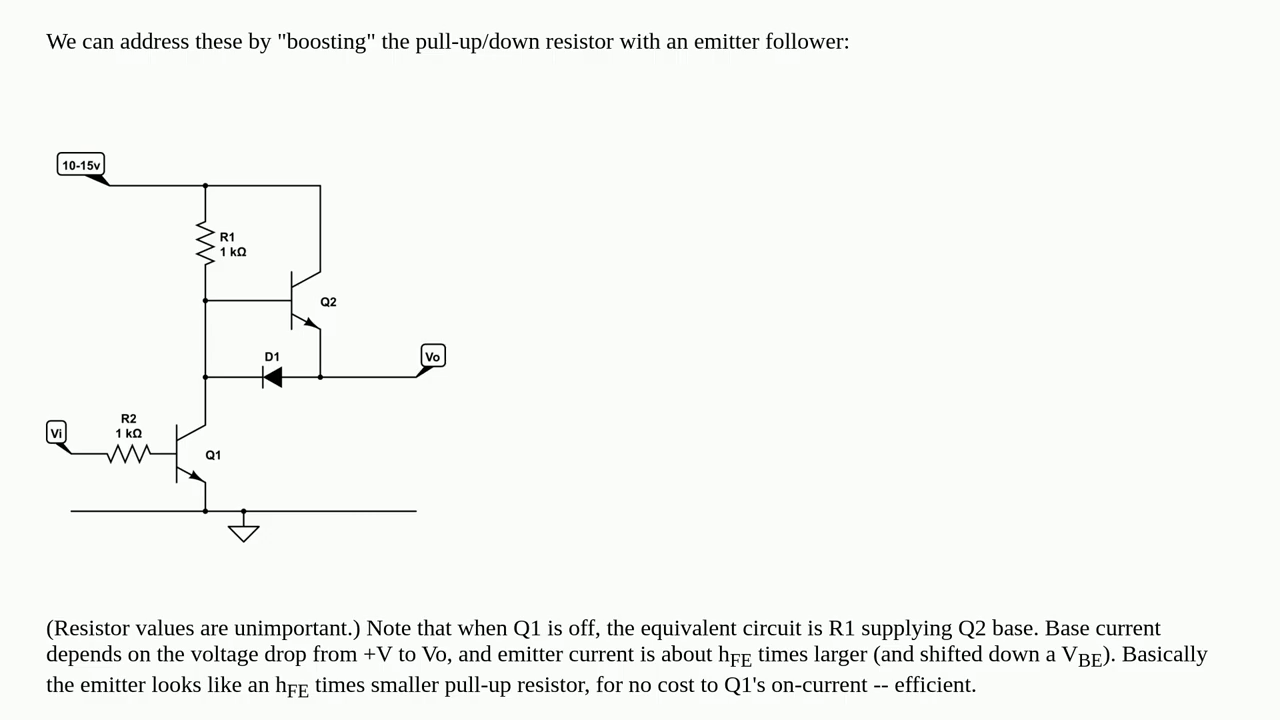 We can address these by "boosting" the pull-up/down resistor with an emitter follower:
10-15v
R1
1 kΩ
Q2
D1
Vo
R2
1 kΩ
Vi
Q1
(Resistor values are unimportant.) Note that when Q1 is off, the equivalent circuit is R1 supplying Q2 base. Base current
depends on the voltage drop from +V to Vo, and emitter current is about hFE times larger (and shifted down a VBE). Basically
the emitter looks like an hFE times smaller pull-up resistor, for no cost to Q1's on-current -- efficient.